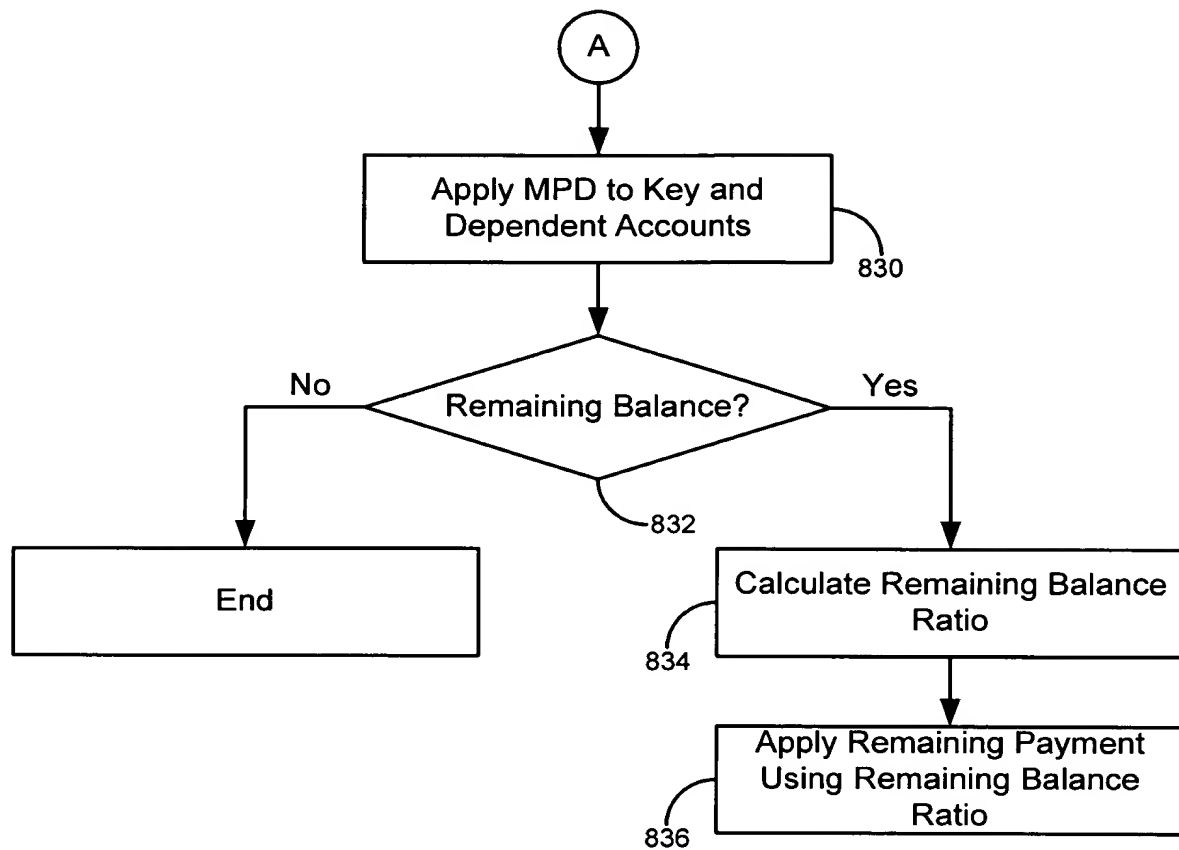 A
Apply MPD to Key and
Dependent Accounts
830
No
Yes
Remaining Balance?
832
End
Calculate Remaining Balance
Ratio
834
Apply Remaining Payment
Using Remaining Balance
Ratio
836